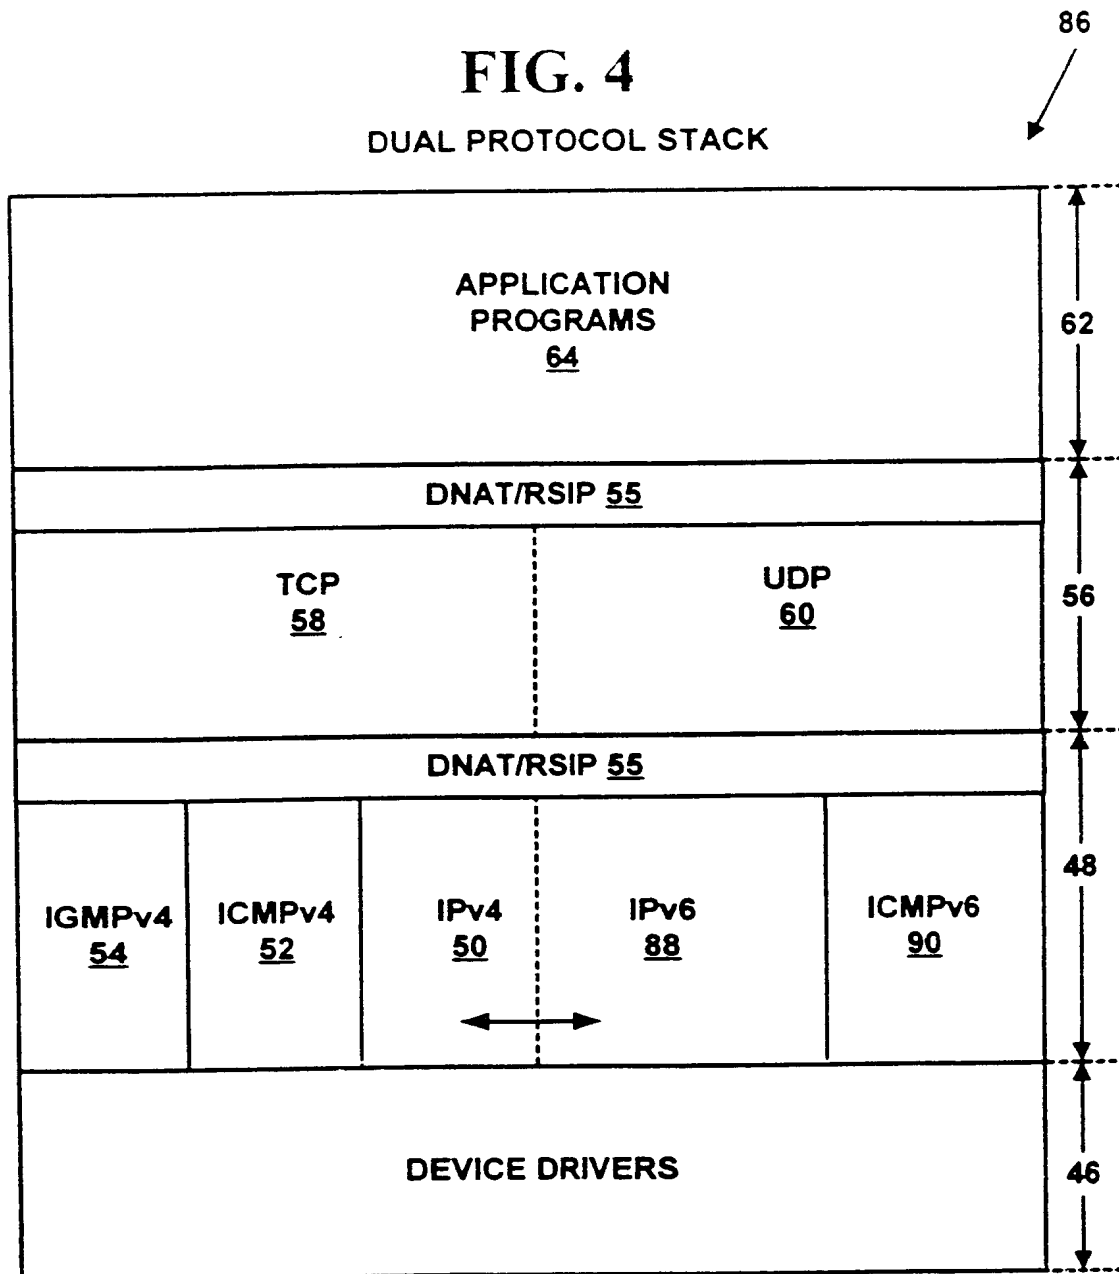 86
FIG. 4
DUAL PROTOCOL STACK
APPLICATION
PROGRAMS
64
62
DNAT/RSIP 55
TCP
58
UDP
60
56
DNAT/RSIP 55
IGMPv4
54
ICMPv4
52
IPv4
50
IPv6
88
ICMPv6
90
48
DEVICE DRIVERS
46